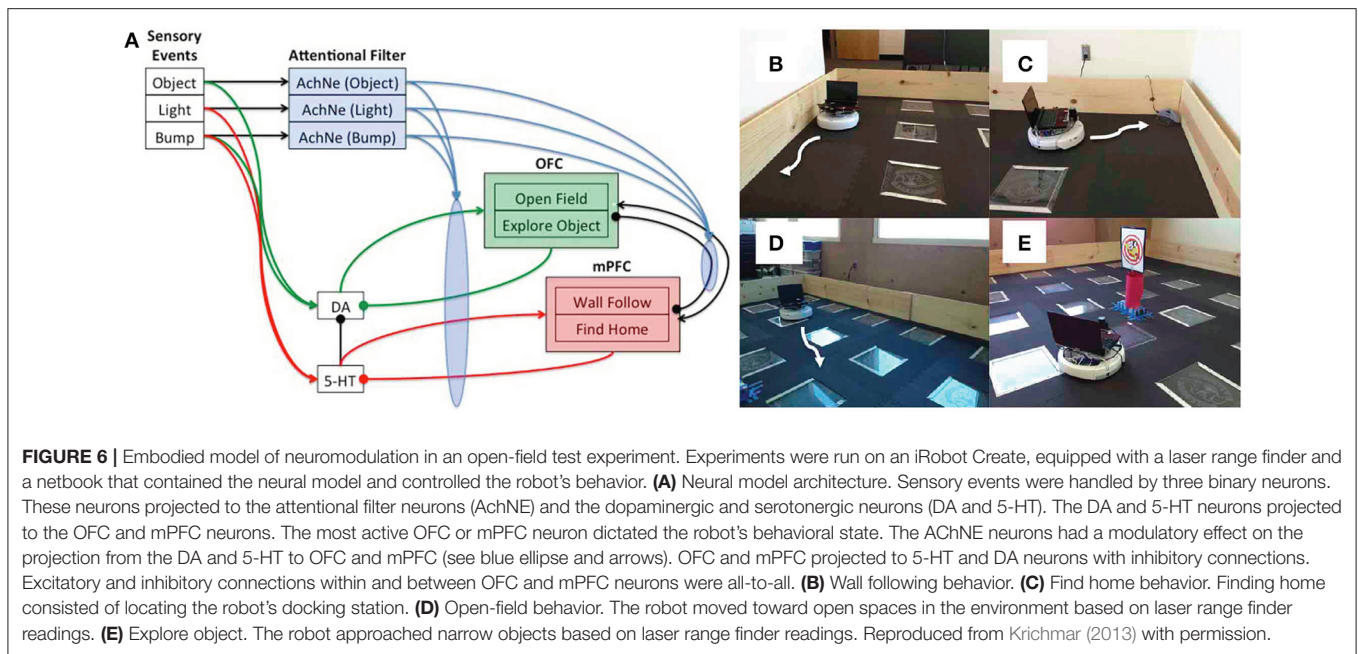 A
Sensory
Events
Attentional Filter
Object
AchNe (Object)
Light
AchNe (Light)
Bump
AchNe (Bump)
OFC
Open Field
Explore Object
mPFC
Wall Follow
Find Home
DA
5-HT
B
C
D
E
FIGURE 6 | Embodied model of neuromodulation in an open-field test experiment. Experiments were run on an iRobot Create, equipped with a laser range finder and
a netbook that contained the neural model and controlled the robot's behavior. (A) Neural model architecture. Sensory events were handled by three binary neurons.
These neurons projected to the attentional filter neurons (AchNE) and the dopaminergic and serotonergic neurons (DA and 5-HT). The DA and 5-HT neurons projected
to the OFC and mPFC neurons. The most active OFC or mPFC neuron dictated the robot's behavioral state. The AChNE neurons had a modulatory effect on the
projection from the DA and 5-HT to OFC and mPFC (see blue ellipse and arrows). OFC and mPFC projected to 5-HT and DA neurons with inhibitory connections.
Excitatory and inhibitory connections within and between OFC and mPFC neurons were all-to-all. (B) Wall following behavior. (C) Find home behavior. Finding home
consisted of locating the robot's docking station. (D) Open-field behavior. The robot moved toward open spaces in the environment based on laser range finder
readings. (E) Explore object. The robot approached narrow objects based on laser range finder readings. Reproduced from Krichmar (2013) with permission.